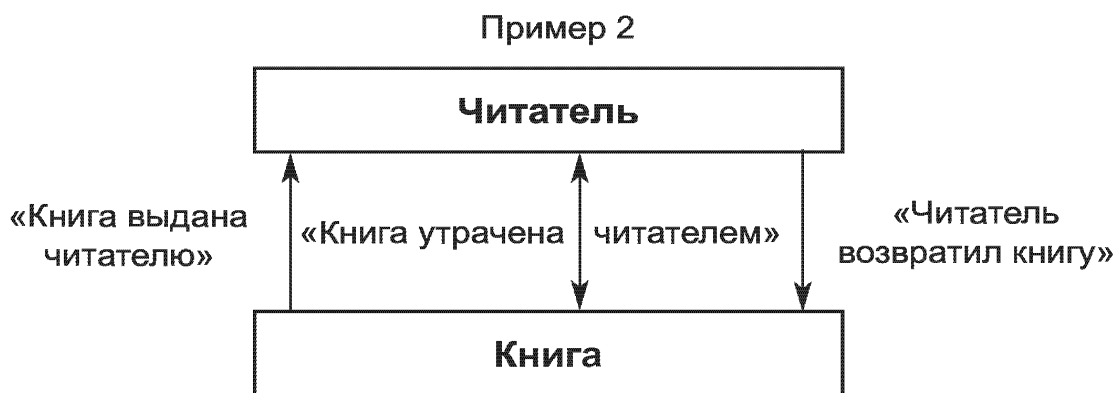 Пример 2
Читатель
«Книга выдана
читателю»
«Книга утрачена читателем»
«Читатель
возвратил книгу»
Книга